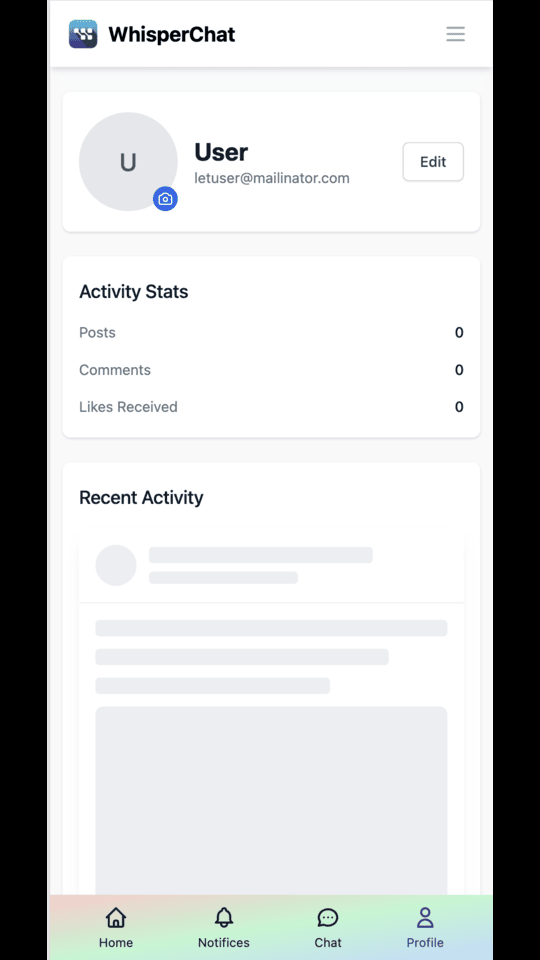 WhisperChat
U
User
letuser@mailinator.com
Edit
Activity Stats
Posts 0
Comments 0
Likes Received 0
Recent Activity
Home Notifices Chat Profile